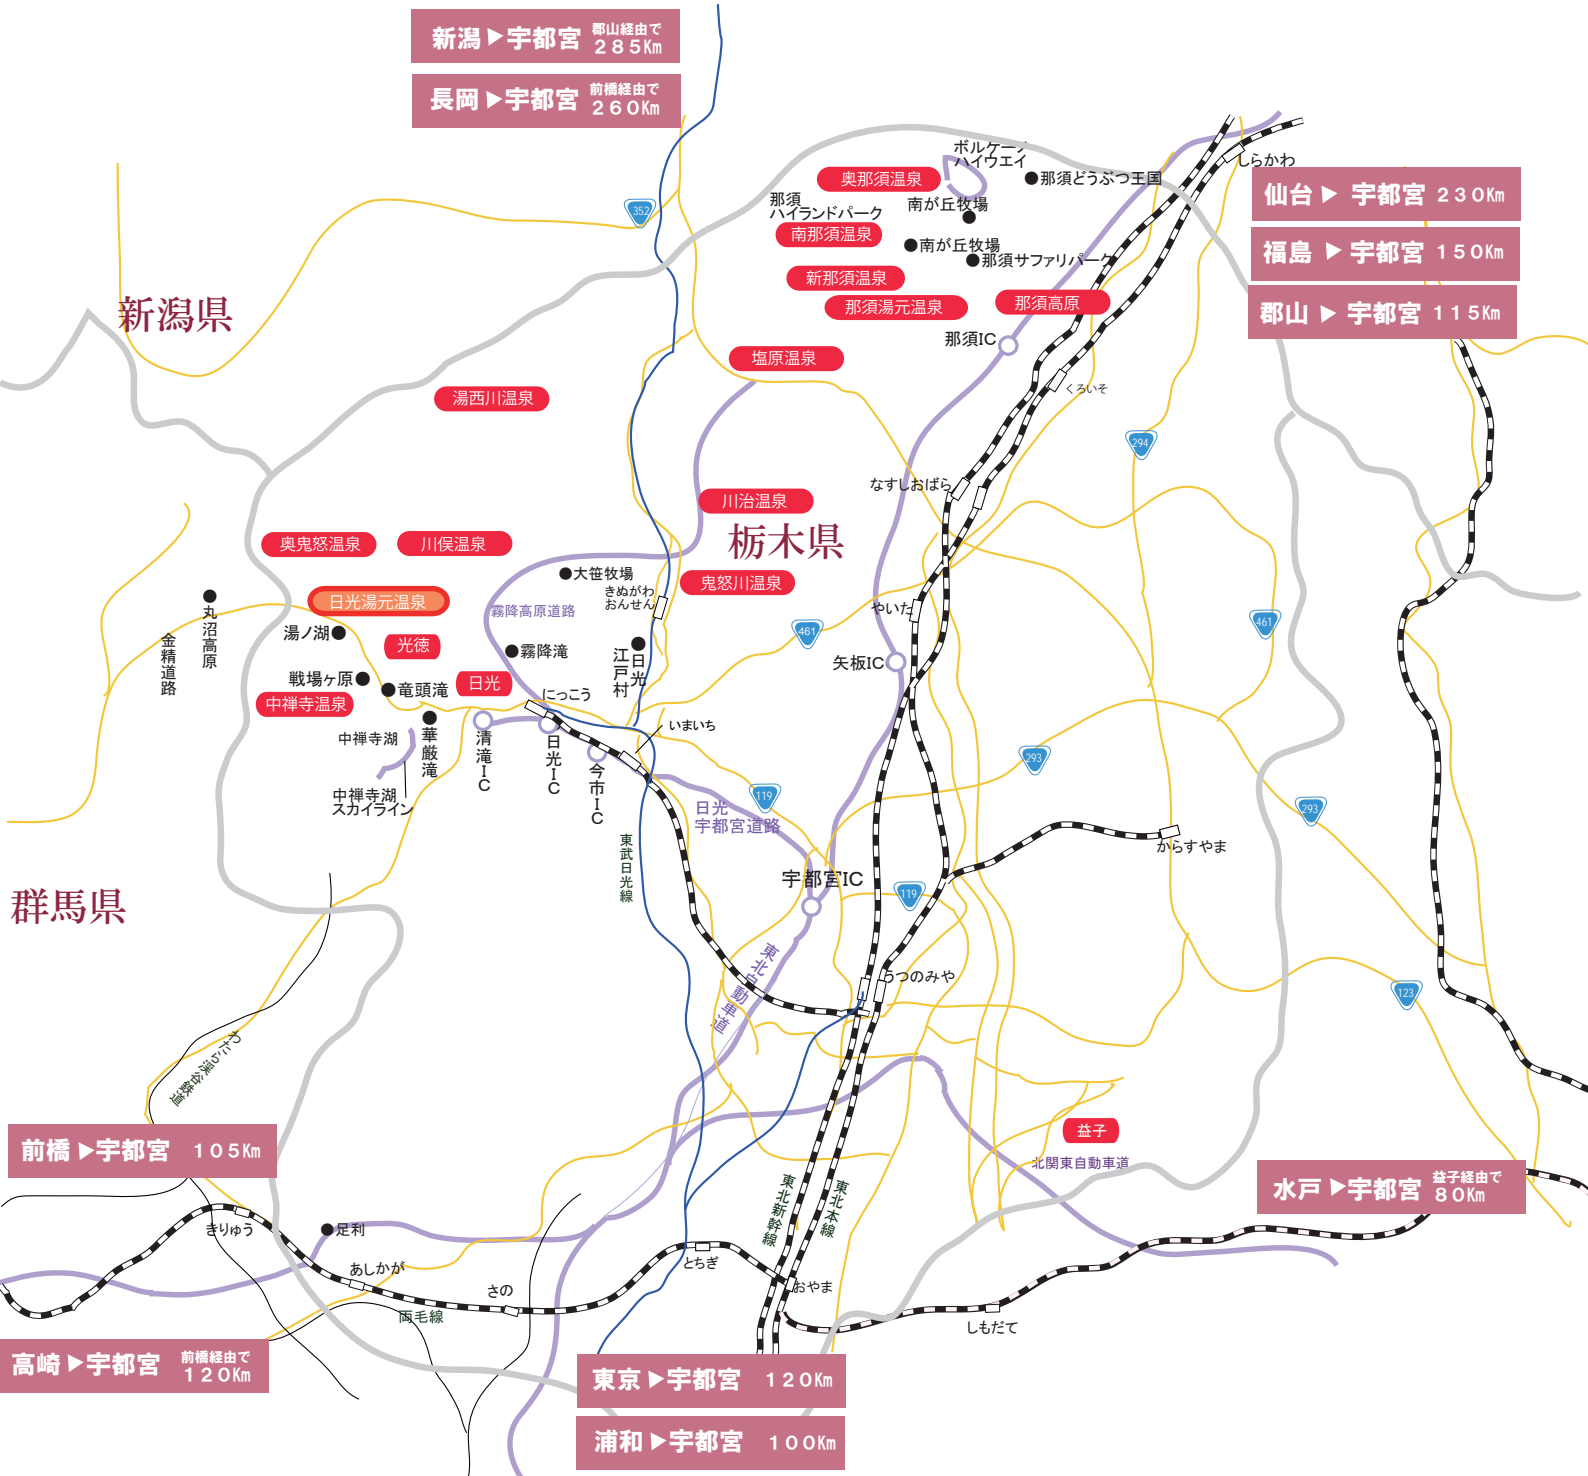 新潟▶宇都宮 郡山経由で
285Km
長岡▶宇都宮 前橋経由で
260Km
ボルケーノ
ハイウエイ
しらかわ
奥那須温泉
那須どうぶつ王国
仙台▶宇都宮 230Km
那須
ハイランドパーク
南が丘牧場
352
南那須温泉
南が丘牧場
那須サファリパーク
福島▶宇都宮 150Km
新那須温泉
那須湯元温泉
那須高原
郡山▶宇都宮 115Km
新潟県
那須IC
塩原温泉
くろいそ
湯西川温泉
294
なすしおばら
川治温泉
栃木県
奥鬼怒温泉
川俣温泉
大笹牧場
鬼怒川温泉
きぬがわ
おんせん
日光湯元温泉
霧降高原道路
やいた
丸沼高原
金精道路
湯ノ湖
光徳
461
461
霧降滝
日光
江戸村
矢板IC
戦場ヶ原
竜頭滝
日光
中禅寺温泉
にっこう
いまいち
華厳滝
中禅寺湖
清滝IC
日光IC
今市IC
293
中禅寺湖
スカイライン
119
日光
宇都宮道路
293
東武日光線
からすやま
宇都宮IC
119
群馬県
東北自動車道
うつのみや
123
わたら渓谷鉄道
益子
前橋▶宇都宮 105Km
北関東自動車道
水戸▶宇都宮 益子経由で
80Km
東北新幹線
東北本線
きりゅう
足利
あしかが
とちぎ
さの
おやま
両毛線
しもだて
高崎▶宇都宮 前橋経由で
120Km
東京▶宇都宮 120Km
浦和▶宇都宮 100Km